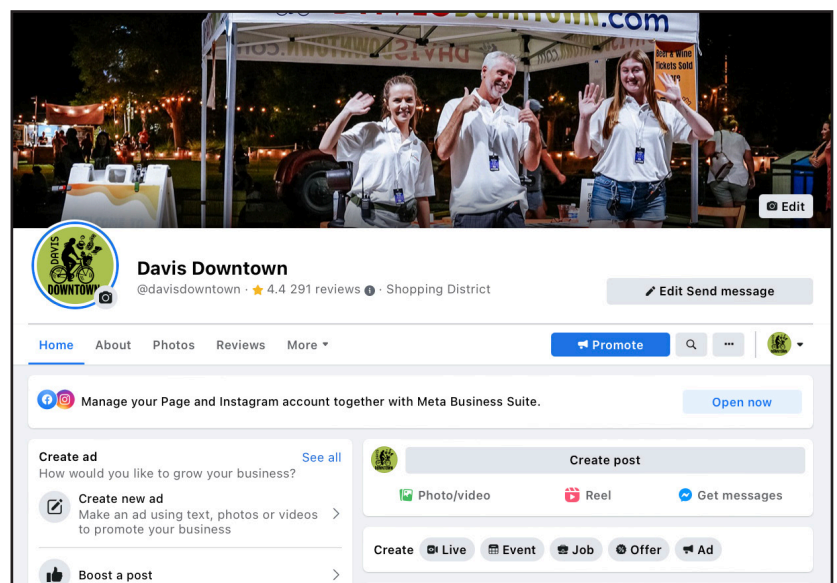 DAVISDOWNTOWN.com
Beer & Wine
Tickets Sold
Edit
DAVIS
DOWNTOWN
Davis Downtown
@davisdowntown · 4.4 291 reviews · Shopping District
Edit Send message
Home About Photos Reviews More
Promote
Manage your Page and Instagram account together with Meta Business Suite.
Open now
Create ad
See all
How would you like to grow your business?
Create new ad
Make an ad using text, photos or videos
to promote your business
Boost a post
Create post
Photo/video
Reel
Get messages
Create Live Event Job Offer Ad